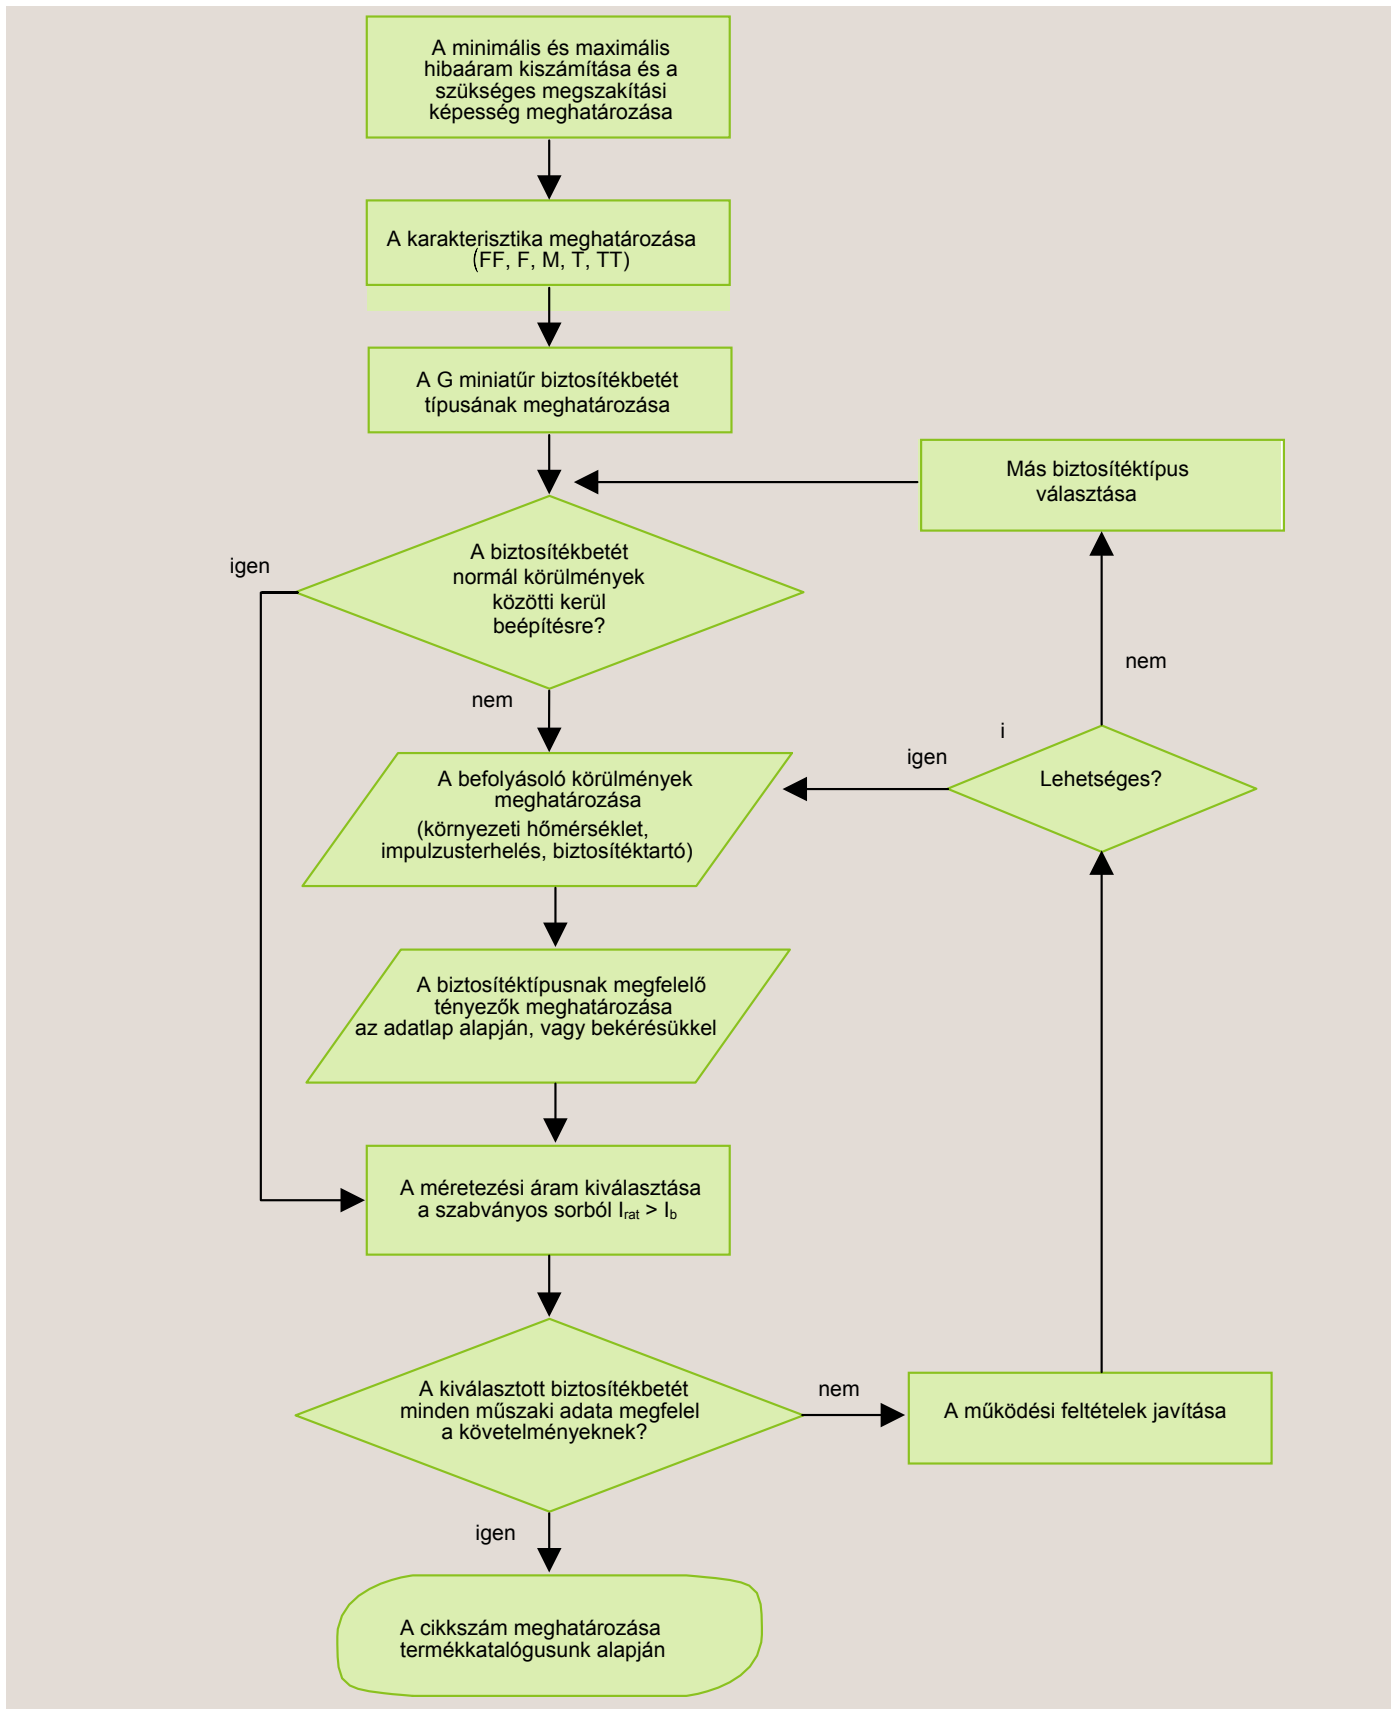 A minimális és maximális
hibaáram kiszámítása és a
szükséges megszakítási
képesség meghatározása
A karakterisztika meghatározása
(FF, F, M, T, TT)
A G miniatűr biztosítékbetét
típusának meghatározása
Más biztosítéktípus
választása
A biztosítékbetét
normál körülmények
közötti kerül
beépítésre?
igen
nem
nem
i
igen
Lehetséges?
A befolyásoló körülmények
meghatározása
(környezeti hőmérséklet,
impulzusterhelés, biztosítéktartó)
A biztosítéktípusnak megfelelő
tényezők meghatározása
az adatlap alapján, vagy bekérésükkel
A méretezési áram kiválasztása
a szabványos sorból Irat > Ib
A kiválasztott biztosítékbetét
minden műszaki adata megfelel
a követelményeknek?
nem
A működési feltételek javítása
igen
A cikkszám meghatározása
termékkatalógusunk alapján